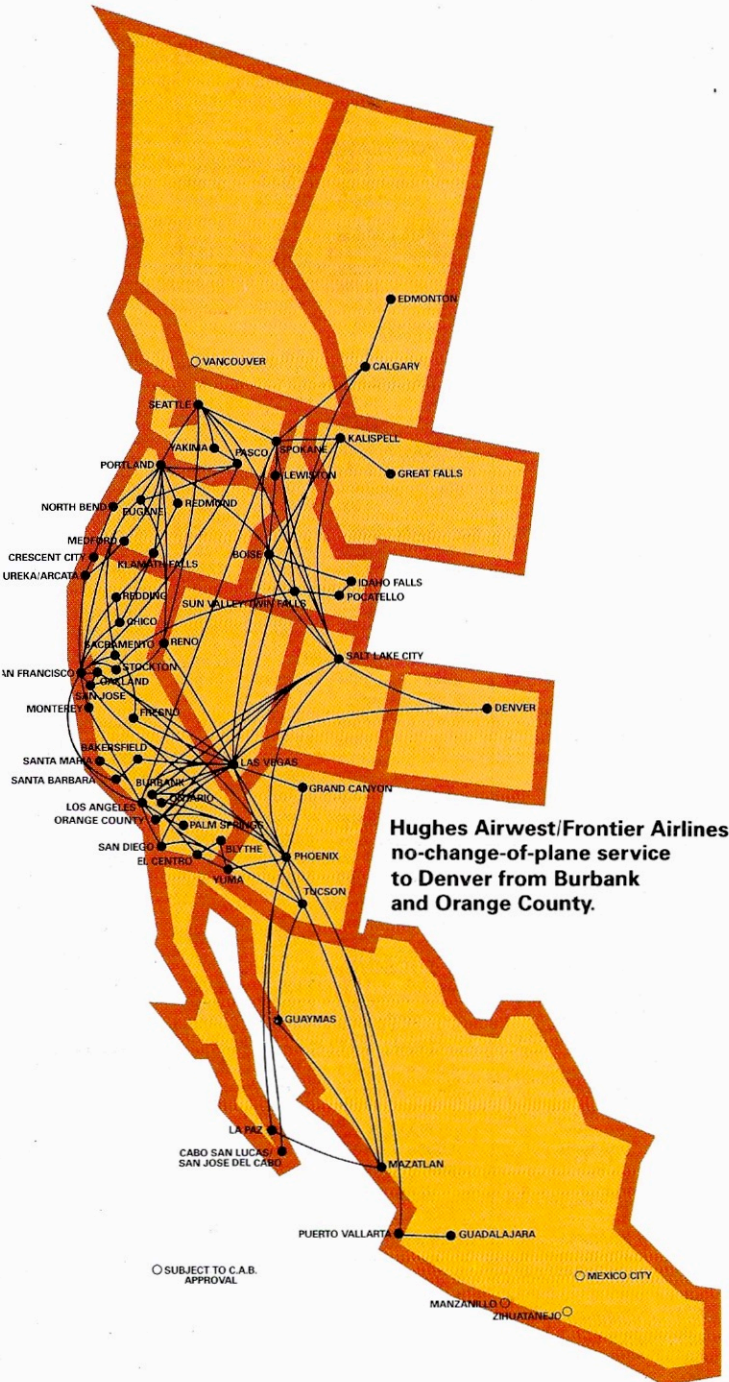 EDMONTON
VANCOUVER
CALGARY
SEATTLE
YAKIMA
PASCO
SPOKANE
KALISPELL
PORTLAND
LEWISTON
GREAT FALLS
NORTH BEND
EUGENE
REDMOND
MEDFORD
CRESCENT CITY
KLAMATH FALLS
BOISE
UREKA/ARCATA
IDAHO FALLS
REDDING
SUN VALLEY/TWIN FALLS
POCATELLO
CHICO
SACRAMENTO
RENO
SALT LAKE CITY
AN FRANCISCO
STOCKTON
OAKLAND
SAN JOSE
MONTEREY
FRESNO
DENVER
BAKERSFIELD
SANTA MARIA
LAS VEGAS
SANTA BARBARA
BURBANK
GRAND CANYON
LOS ANGELES
ONTARIO
ORANGE COUNTY
PALM SPRINGS
SAN DIEGO
BLYTHE
EL CENTRO
PHOENIX
YUMA
TUCSON
Hughes Airwest/Frontier Airlines
no-change-of-plane service
to Denver from Burbank
and Orange County.
GUAYMAS
LA PAZ
CABO SAN LUCAS/
SAN JOSE DEL CABO
MAZATLAN
PUERTO VALLARTA
GUADALAJARA
SUBJECT TO C.A.B.
APPROVAL
MEXICO CITY
MANZANILLO
ZIHUATANEJO